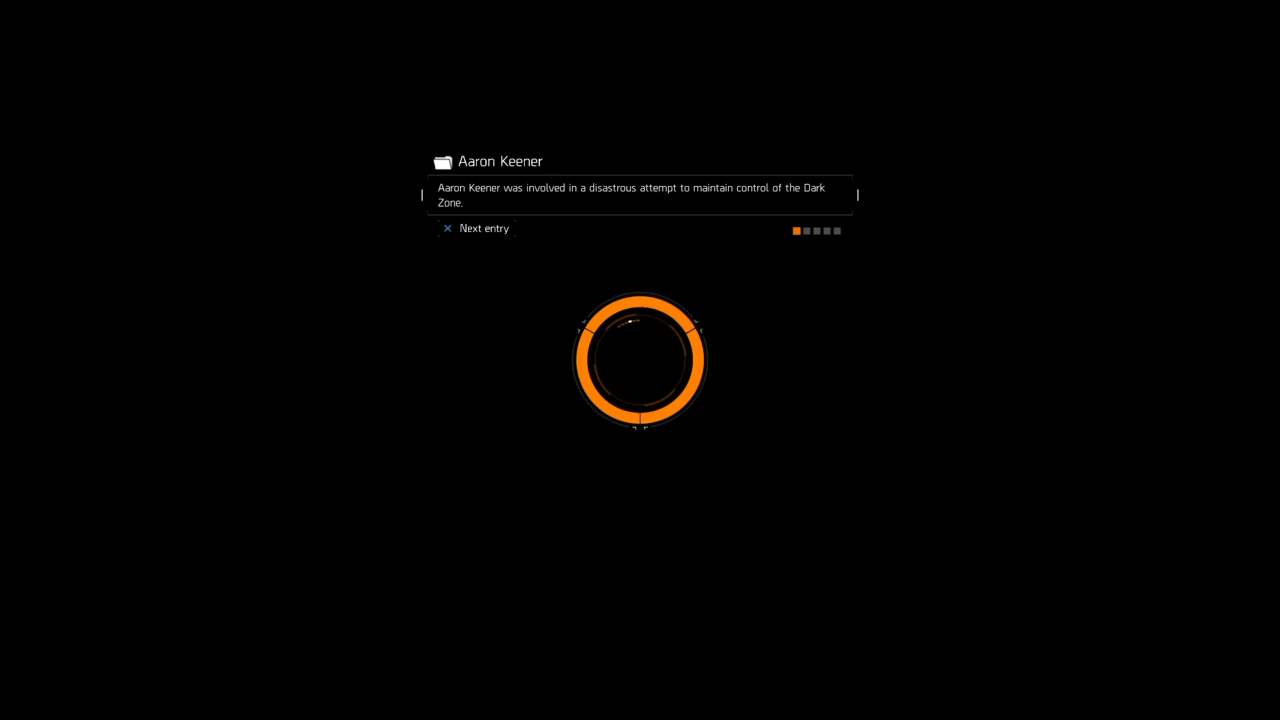 Aaron Keener
Aaron Keener was involved in a disastrous attempt to maintain control of the Dark
Zone.
Next entry